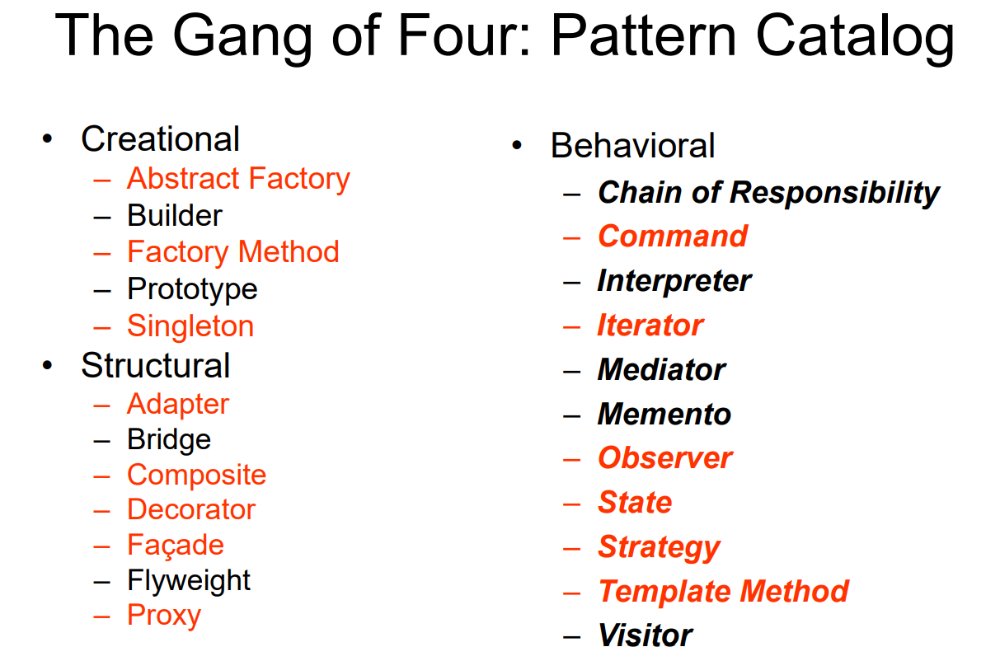 The Gang of Four: Pattern Catalog
• Creational
– Abstract Factory
– Builder
– Factory Method
– Prototype
– Singleton
• Structural
– Adapter
– Bridge
– Composite
– Decorator
– Façade
– Flyweight
– Proxy
• Behavioral
– Chain of Responsibility
– Command
– Interpreter
– Iterator
– Mediator
– Memento
– Observer
– State
– Strategy
– Template Method
– Visitor